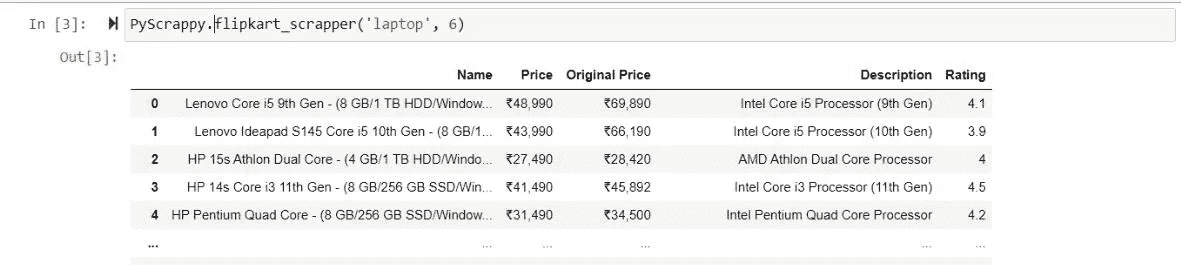 In [3]: PyScrappy.flipkart_scrapper('laptop', 6)
Out[3]:
Name Price Original Price Description Rating
0 Lenovo Core i5 9th Gen - (8 GB/1 TB HDD/Window... ₹48,990 ₹69,890 Intel Core i5 Processor (9th Gen) 4.1
1 Lenovo Ideapad S145 Core i5 10th Gen - (8 GB/1... ₹43,990 ₹66,190 Intel Core i5 Processor (10th Gen) 3.9
2 HP 15s Athlon Dual Core - (4 GB/1 TB HDD/Windo... ₹27,490 ₹28,420 AMD Athlon Dual Core Processor 4
3 HP 14s Core i3 11th Gen - (8 GB/256 GB SSD/Win... ₹41,490 ₹45,892 Intel Core i3 Processor (11th Gen) 4.5
4 HP Pentium Quad Core - (8 GB/256 GB SSD/Window... ₹31,490 ₹34,500 Intel Pentium Quad Core Processor 4.2
... ... ... ... ... ...